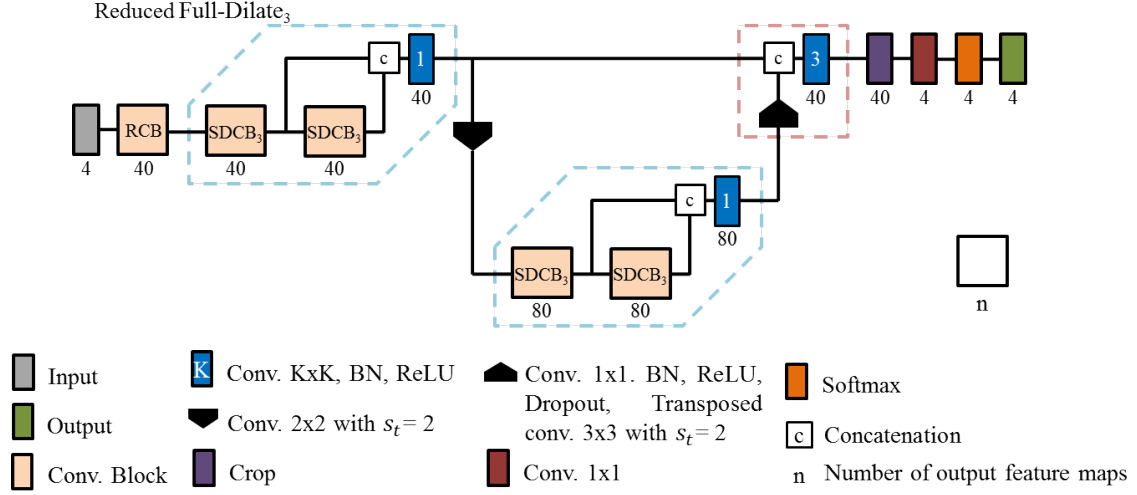 Reduced Full-Dilate₃
c 1 c 3
40 40 40 4 4 4
RCB SDCB₃ SDCB₃
4 40 40 40
c 1
80
SDCB₃ SDCB₃
80 80
n
Input
K Conv. KxK, BN, ReLU
Conv. 1x1. BN, ReLU,
Dropout, Transposed
conv. 3x3 with sₜ= 2
Softmax
Output
Conv. 2x2 with sₜ= 2
c Concatenation
Conv. Block
Crop
Conv. 1x1
n Number of output feature maps